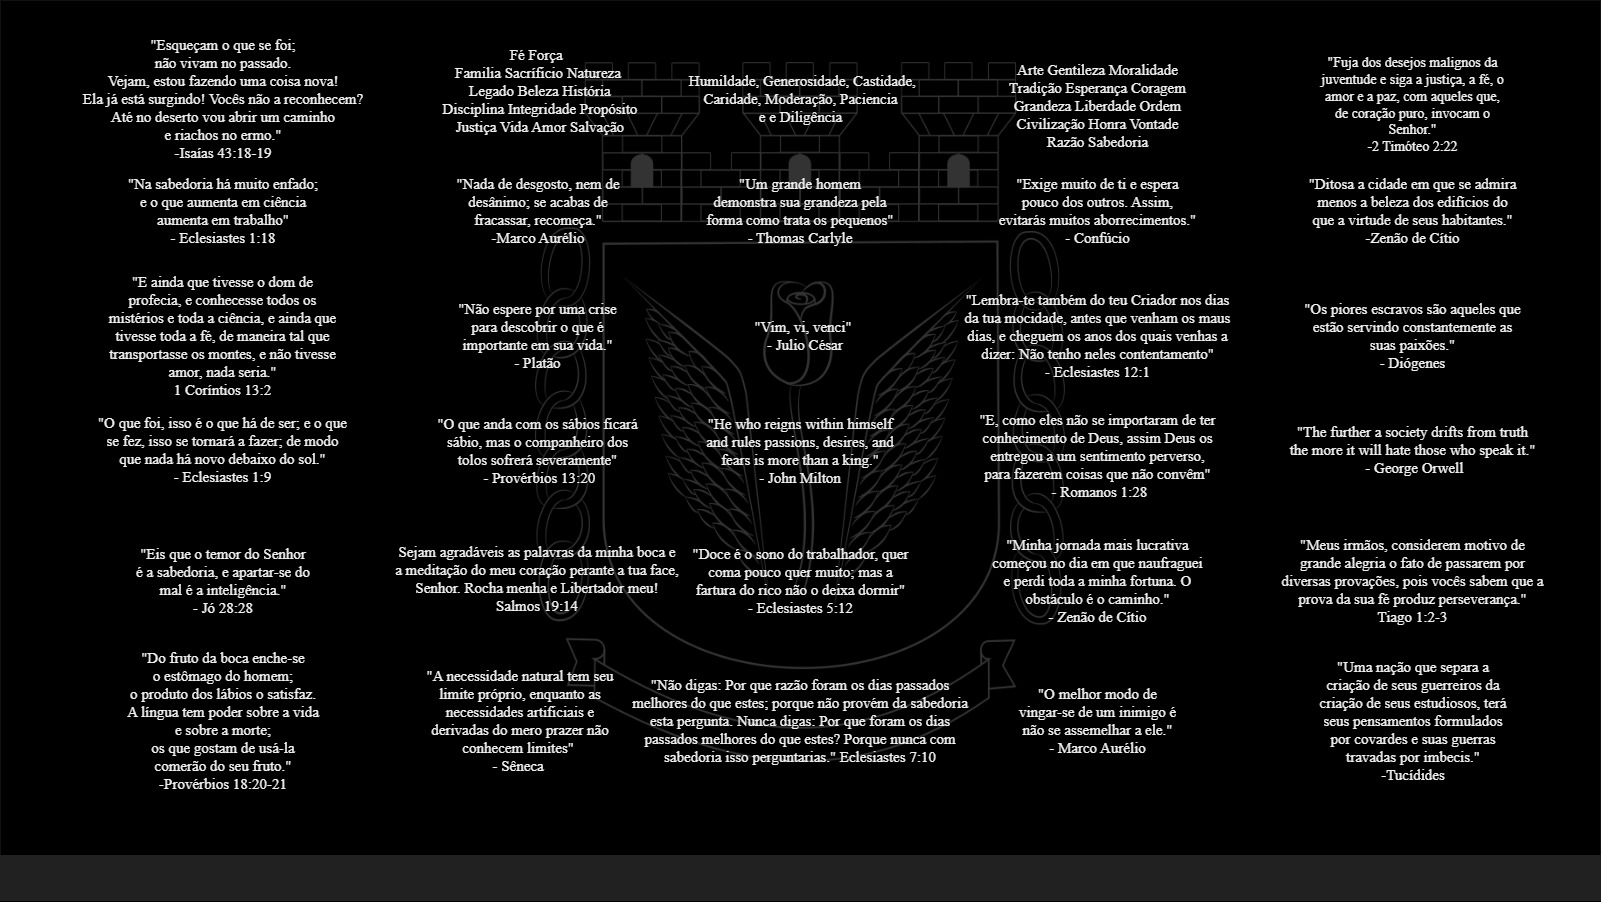 "Esqueçam o que se foi;
não vivam no passado.
Vejam, estou fazendo uma coisa nova!
Ela já está surgindo! Vocês não a reconhecem?
Até no deserto vou abrir um caminho
e riachos no ermo."
-Isaías 43:18-19
Fé Força
Familia Sacríficio Natureza
Legado Beleza História
Disciplina Integridade Propósito
Justiça Vida Amor Salvação
Humildade, Generosidade, Castidade,
Caridade, Moderação, Paciencia
e e Diligência
Arte Gentileza Moralidade
Tradição Esperança Coragem
Grandeza Liberdade Ordem
Civilização Honra Vontade
Razão Sabedoria
"Fuja dos desejos malignos da
juventude e siga a justiça, a fé, o
amor e a paz, com aqueles que,
de coração puro, invocam o
Senhor."
-2 Timóteo 2:22
"Na sabedoria há muito enfado;
e o que aumenta em ciência
aumenta em trabalho"
- Eclesiastes 1:18
"Nada de desgosto, nem de
desânimo; se acabas de
fracassar, recomeça."
-Marco Aurélio
"Um grande homem
demonstra sua grandeza pela
forma como trata os pequenos"
- Thomas Carlyle
"Exige muito de ti e espera
pouco dos outros. Assim,
evitarás muitos aborrecimentos."
- Confúcio
"Ditosa a cidade em que se admira
menos a beleza dos edifícios do
que a virtude de seus habitantes."
-Zenão de Cítio
"E ainda que tivesse o dom de
profecia, e conhecesse todos os
mistérios e toda a ciência, e ainda que
tivesse toda a fé, de maneira tal que
transportasse os montes, e não tivesse
amor, nada seria."
1 Coríntios 13:2
"Não espere por uma crise
para descobrir o que é
importante em sua vida."
- Platão
"Vim, vi, venci"
- Julio César
"Lembra-te também do teu Criador nos dias
da tua mocidade, antes que venham os maus
dias, e cheguem os anos dos quais venhas a
dizer: Não tenho neles contentamento"
- Eclesiastes 12:1
"Os piores escravos são aqueles que
estão servindo constantemente as
suas paixões."
- Diógenes
"O que foi, isso é o que há de ser; e o que
se fez, isso se tornará a fazer; de modo
que nada há novo debaixo do sol."
- Eclesiastes 1:9
"O que anda com os sábios ficará
sábio, mas o companheiro dos
tolos sofrerá severamente"
- Provérbios 13:20
"He who reigns within himself
and rules passions, desires, and
fears is more than a king."
- John Milton
"E, como eles não se importaram de ter
conhecimento de Deus, assim Deus os
entregou a um sentimento perverso,
para fazerem coisas que não convêm"
- Romanos 1:28
"The further a society drifts from truth
the more it will hate those who speak it."
- George Orwell
"Eis que o temor do Senhor
é a sabedoria, e apartar-se do
mal é a inteligência."
- Jó 28:28
Sejam agradáveis as palavras da minha boca e
a meditação do meu coração perante a tua face,
Senhor. Rocha menha e Libertador meu!
Salmos 19:14
"Doce é o sono do trabalhador, quer
coma pouco quer muito; mas a
fartura do rico não o deixa dormir"
- Eclesiastes 5:12
"Minha jornada mais lucrativa
começou no dia em que naufraguei
e perdi toda a minha fortuna. O
obstáculo é o caminho."
- Zenão de Cítio
"Meus irmãos, considerem motivo de
grande alegria o fato de passarem por
diversas provações, pois vocês sabem que a
prova da sua fé produz perseverança."
Tiago 1:2-3
"Do fruto da boca enche-se
o estômago do homem;
o produto dos lábios o satisfaz.
A língua tem poder sobre a vida
e sobre a morte;
os que gostam de usá-la
comerão do seu fruto."
-Provérbios 18:20-21
"A necessidade natural tem seu
limite próprio, enquanto as
necessidades artificiais e
derivadas do mero prazer não
conhecem limites"
- Sêneca
"Não digas: Por que razão foram os dias passados
melhores do que estes; porque não provém da sabedoria
esta pergunta. Nunca digas: Por que foram os dias
passados melhores do que estes? Porque nunca com
sabedoria isso perguntarias." Eclesiastes 7:10
"O melhor modo de
vingar-se de um inimigo é
não se assemelhar a ele."
- Marco Aurélio
"Uma nação que separa a
criação de seus guerreiros da
criação de seus estudiosos, terá
seus pensamentos formulados
por covardes e suas guerras
travadas por imbecis."
-Tucídides